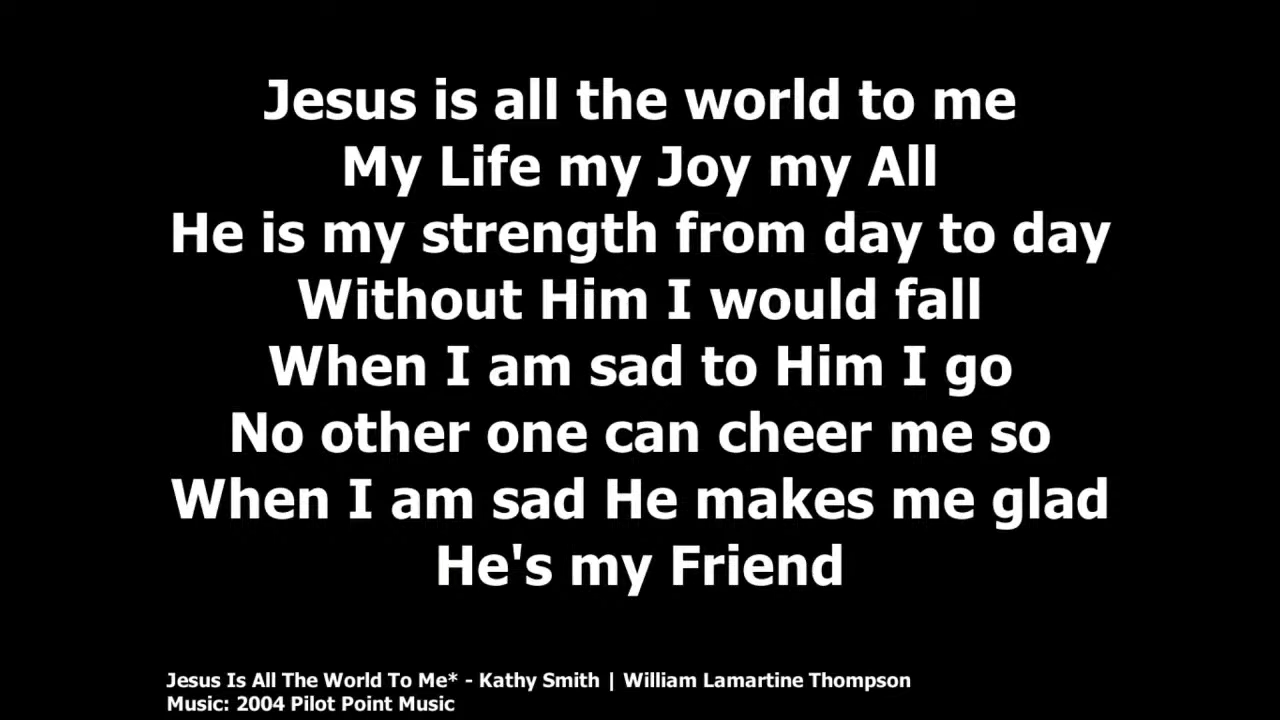 Jesus is all the world to me
My Life my Joy my All
He is my strength from day to day
Without Him I would fall
When I am sad to Him I go
No other one can cheer me so
When I am sad He makes me glad
He's my Friend
Jesus Is All The World To Me* - Kathy Smith | William Lamartine Thompson
Music: 2004 Pilot Point Music